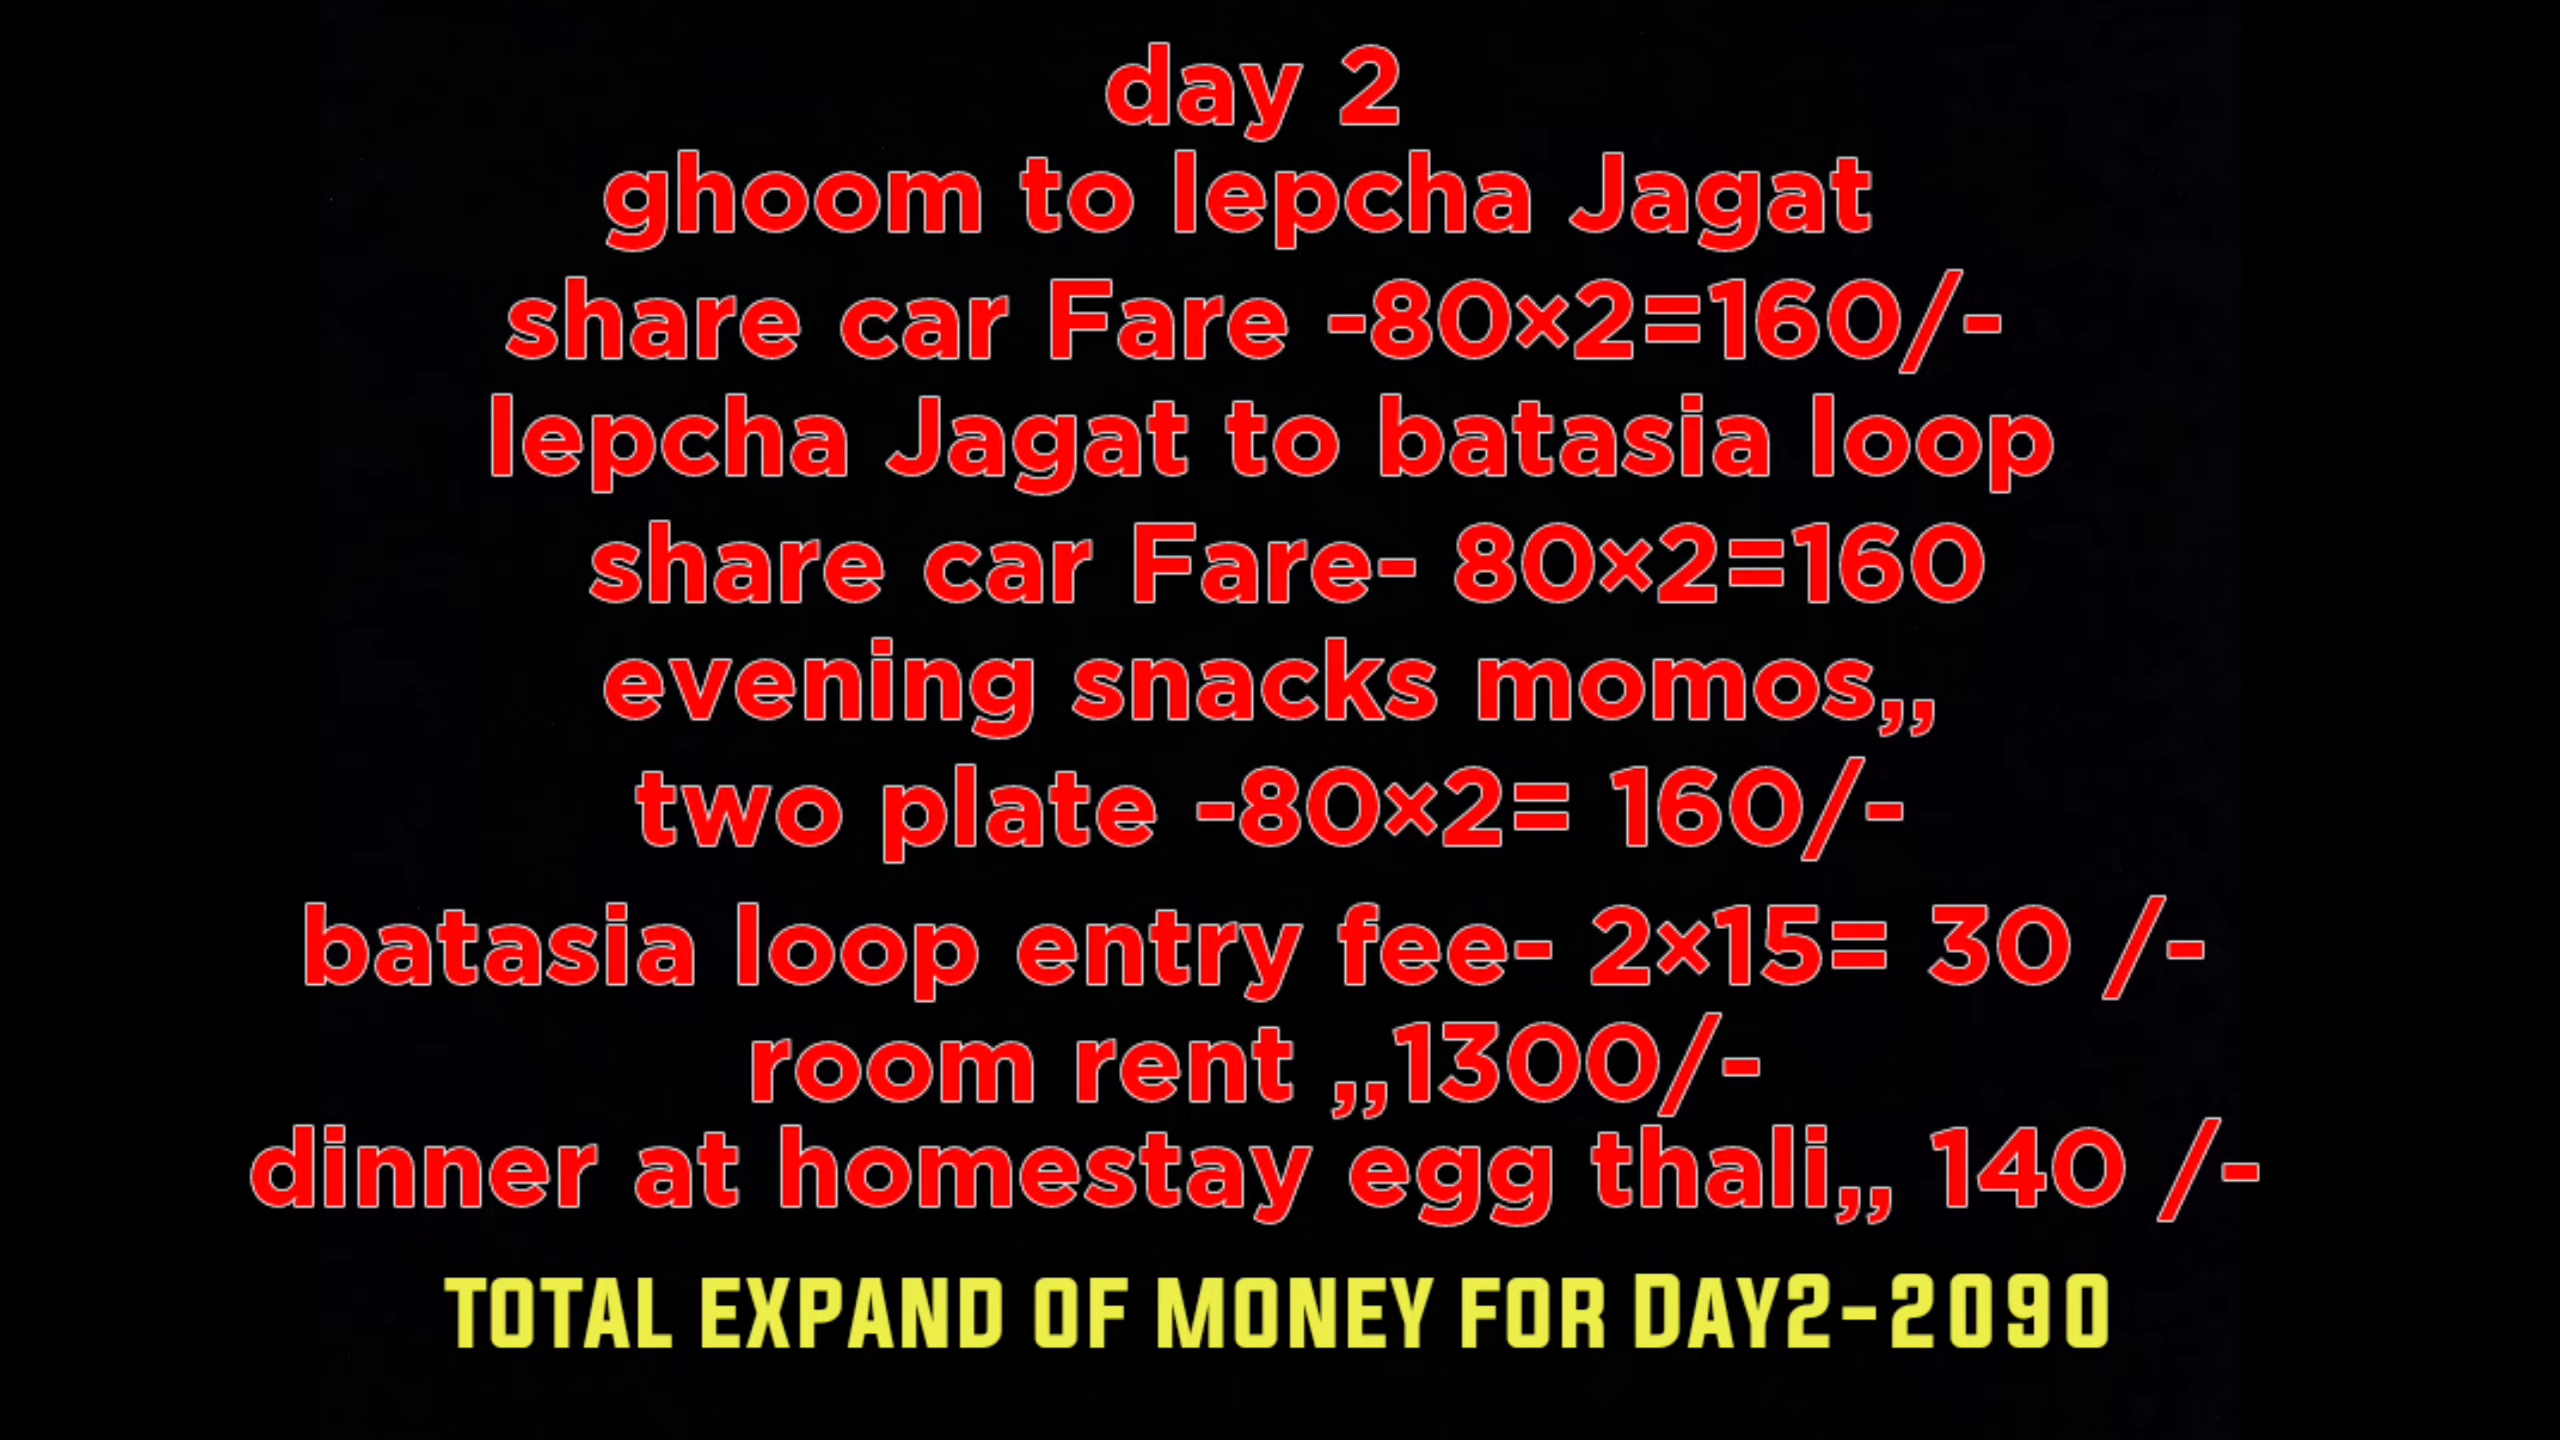 day 2
ghoom to lepcha Jagat
share car Fare -80×2=160/-
lepcha Jagat to batasia loop
share car Fare- 80×2=160
evening snacks momos,,
two plate -80×2= 160/-
batasia loop entry fee- 2×15= 30 /-
room rent ,,1300/-
dinner at homestay egg thali,, 140 /-
TOTAL EXPAND OF MONEY FOR DAY2-2090